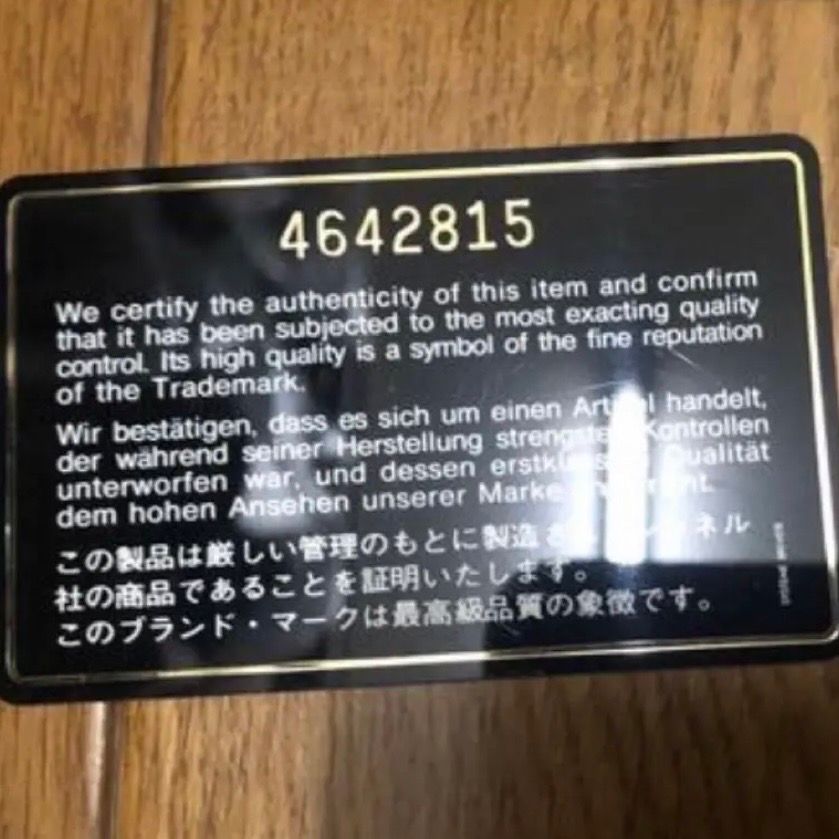 4642815
We certify the authenticity of this item and confirm
that it has been subjected to the most exacting quality
control. Its high quality is a symbol of the fine reputation
of the Trademark.
Wir bestätigen, dass es sich um einen handelt,
der während seiner Herstellung Kontrollen
unterworfen war, und dessen Qualität
dem hohen Ansehen unserer Marke
この製品は厳しい管理のもとに製造
社の商品であることを証明いたします。
このブランド・マークは最高級品質の象徴です。